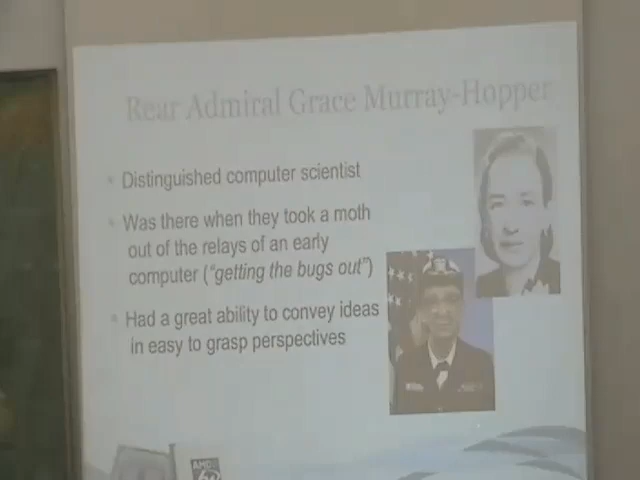 Rear Admiral Grace Murray-Hopper
Distinguished computer scientist
Was there when they took a moth
out of the relays of an early
computer ("getting the bugs out")
Had a great ability to convey ideas
in easy to grasp perspectives